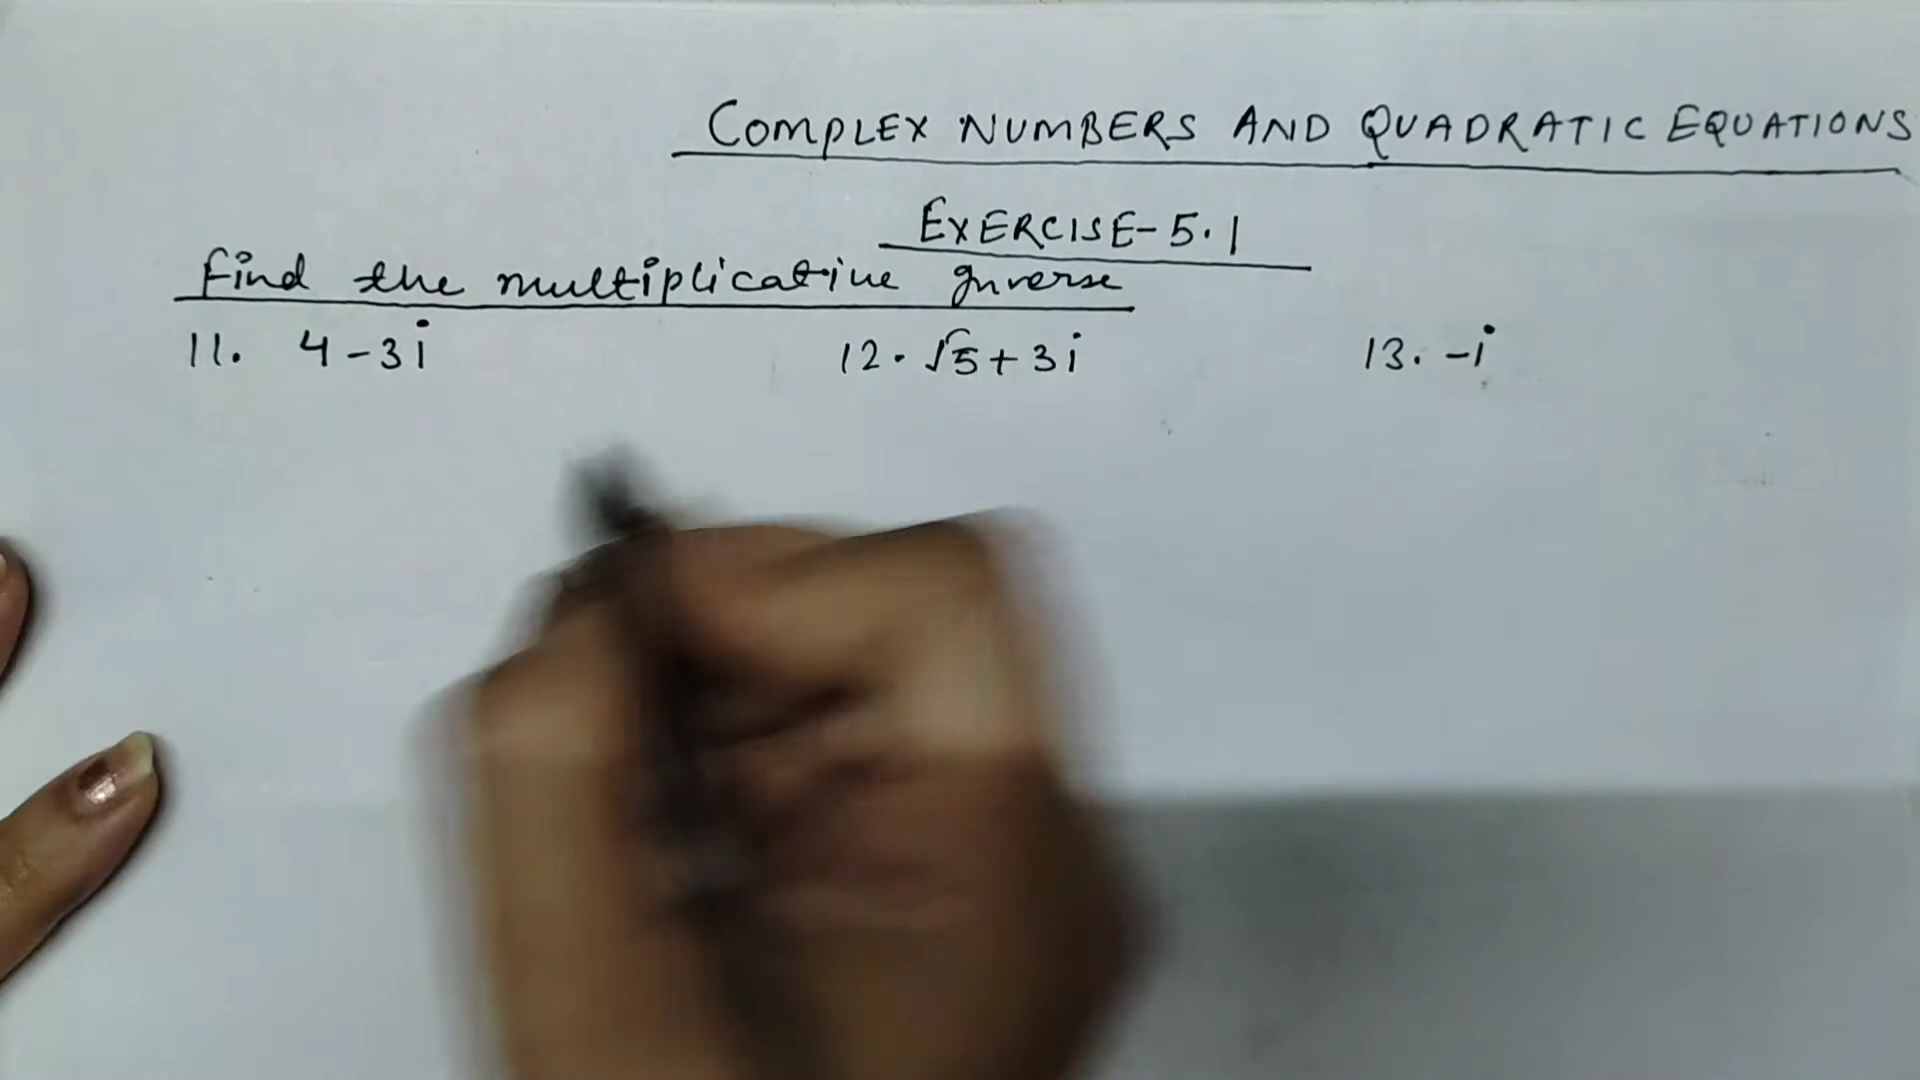 COMPLEX NUMBERS AND QUADRATIC EQUATIONS
EXERCISE-5.1
Find the multiplicative Inverse
11. 4-3i 12. √5+3i 13. -i